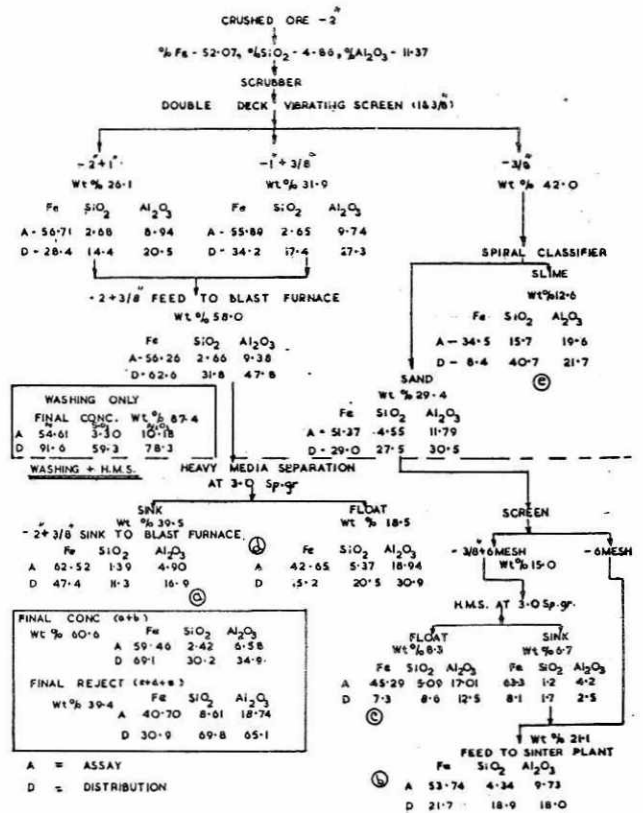 CRUSHED ORE -2"
%Fe - 52.07, %SiO2 - 4.86, %Al2O3 - 11.37
SCRUBBER
DOUBLE DECK VIBRATING SCREEN (1&3/8")
-2"+1"
Wt% 26.1
Fe SiO2 Al2O3
A - 56.71 2.68 8.94
D - 28.4 14.4 20.5
-1"+3/8"
Wt% 31.9
Fe SiO2 Al2O3
A - 55.89 2.65 9.74
D - 34.2 17.4 27.3
-3/8"
Wt% 42.0
SPIRAL CLASSIFIER
SLIME
Wt% 12.6
Fe SiO2 Al2O3
A - 34.5 15.7 19.6
D - 8.4 40.7 21.7
(e)
-2+3/8" FEED TO BLAST FURNACE
Wt% 58.0
Fe SiO2 Al2O3
A - 56.26 2.66 9.38
D - 62.6 31.8 47.8
SAND
Wt% 29.4
Fe SiO2 Al2O3
A - 51.37 4.55 11.79
D - 29.0 27.5 30.5
WASHING ONLY
FINAL CONC. Wt% 87.4
Fe SiO2 Al2O3
A 54.61 3.30 10.18
D 91.6 59.3 78.3
WASHING + H.M.S.
HEAVY MEDIA SEPARATION
AT 3.0 Sp.gr
SINK
Wt% 39.5
-2"+3/8" SINK TO BLAST FURNACE
Fe SiO2 Al2O3
A 62.52 1.39 4.90
D 47.4 11.3 16.9
(a)
FLOAT
Wt% 18.5
(d)
Fe SiO2 Al2O3
A 42.65 5.37 18.94
D 15.2 20.5 30.9
SCREEN
-3/8"+6MESH
Wt% 15.0
-6MESH
H.M.S. AT 3.0 Sp.gr.
FLOAT
Wt% 8.3
Fe SiO2 Al2O3
A 45.29 5.09 17.01
D 7.3 8.6 12.5
(c)
SINK
Wt% 6.7
Fe SiO2 Al2O3
63.3 1.2 4.2
8.1 1.7 2.5
Wt% 21.1
FEED TO SINTER PLANT
(b)
Fe SiO2 Al2O3
A 53.74 4.34 9.73
D 21.7 18.9 18.0
FINAL CONC (a+b)
Wt% 60.6
Fe SiO2 Al2O3
A 59.46 2.42 6.58
D 69.1 30.2 34.9
FINAL REJECT (c+d+e)
Wt% 39.4
Fe SiO2 Al2O3
A 40.70 8.61 18.74
D 30.9 69.8 65.1
A = ASSAY
D = DISTRIBUTION